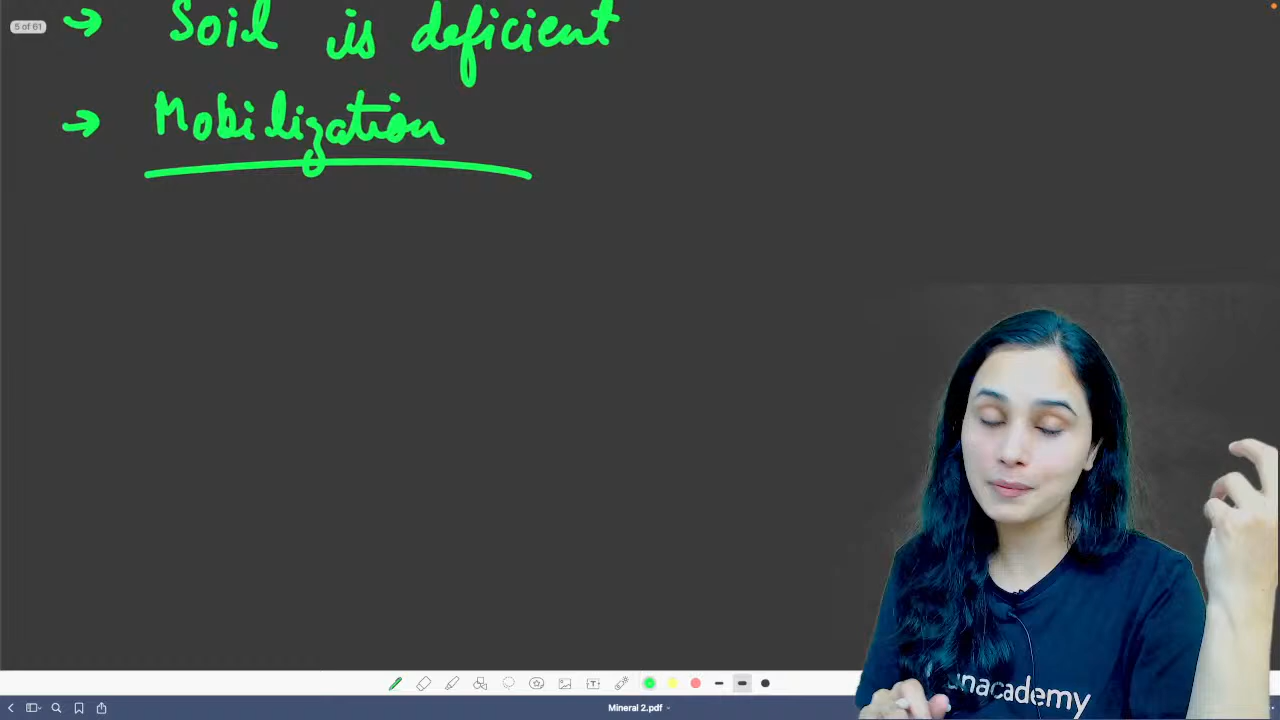 5 of 61
→ Soil is deficient
→ Mobilization
unacademy
Mineral 2.pdf